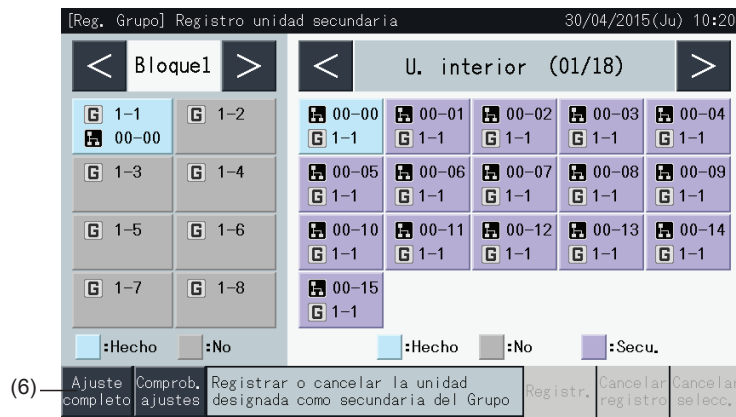 [Reg. Grupo] Registro unidad secundaria 30/04/2015(Ju) 10:20
< Bloque1 >
< U. interior (01/18) >
G 1-1
00-00
G 1-2
G 1-3
G 1-4
G 1-5
G 1-6
G 1-7
G 1-8
:Hecho :No
00-00 00-01 00-02 00-03 00-04
G 1-1 G 1-1 G 1-1 G 1-1 G 1-1
00-05 00-06 00-07 00-08 00-09
G 1-1 G 1-1 G 1-1 G 1-1 G 1-1
00-10 00-11 00-12 00-13 00-14
G 1-1 G 1-1 G 1-1 G 1-1 G 1-1
00-15
G 1-1
:Hecho :No :Secu.
(6)
Ajuste
completo
Comprob.
ajustes
Registrar o cancelar la unidad
designada como secundaria del Grupo
Registr.
Cancelar
registro
Cancelar
selecc.